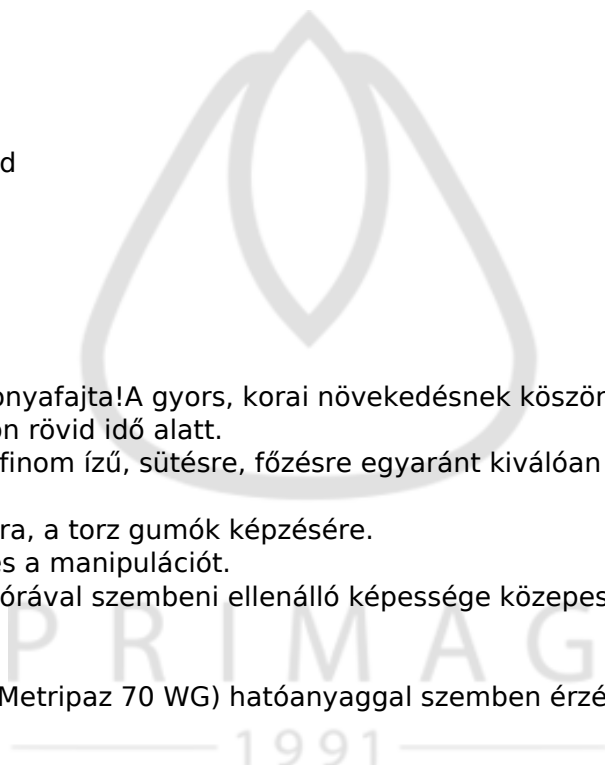 d
onyafajta!A gyors, korai növekedésnek köszön
on rövid idő alatt.
finom ízű, sütésre, főzésre egyaránt kiválóan
ra, a torz gumók képzésére.
es a manipulációt.
órával szembeni ellenálló képessége közepes
PRIMAG
Metripaz 70 WG) hatóanyaggal szemben érzé
1991